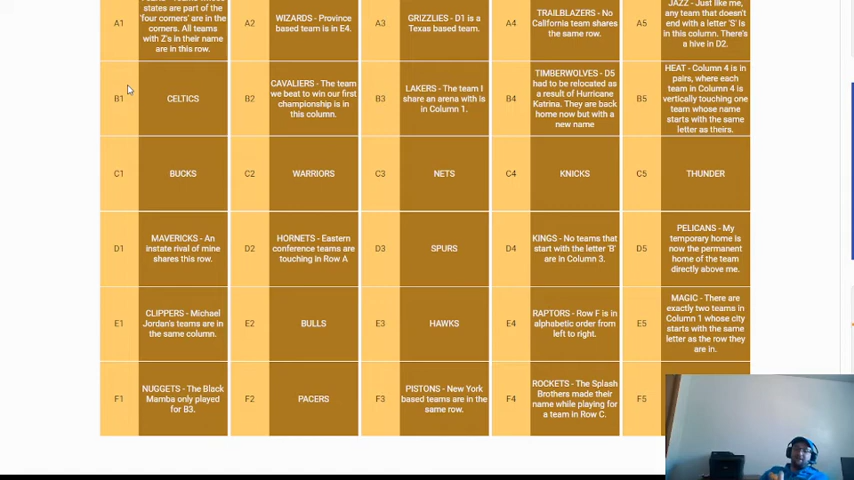 states are part of the
'four corners' are in the
corners. All teams
with Z's in their name
are in this row.
A1
A2
WIZARDS - Province
based team is in E4.
A3
GRIZZLIES - D1 is a
Texas based team.
A4
TRAILBLAZERS - No
California team shares
the same row.
A5
JAZZ - Just like me,
any team that doesn't
end with a letter 'S' is
in this column. There's
a hive in D2.
B1
CELTICS
B2
CAVALIERS - The team
we beat to win our first
championship is in
this column.
B3
LAKERS - The team I
share an arena with is
in Column 1.
B4
TIMBERWOLVES - D5
had to be relocated as
a result of Hurricane
Katrina. They are back
home now but with a
new name
B5
HEAT - Column 4 is in
pairs, where each
team in Column 4 is
vertically touching one
team whose name
starts with the same
letter as theirs.
C1
BUCKS
C2
WARRIORS
C3
NETS
C4
KNICKS
C5
THUNDER
D1
MAVERICKS - An
instate rival of mine
shares this row.
D2
HORNETS - Eastern
conference teams are
touching in Row A
D3
SPURS
D4
KINGS - No teams that
start with the letter 'B'
are in Column 3.
D5
PELICANS - My
temporary home is
now the permanent
home of the team
directly above me.
E1
CLIPPERS - Michael
Jordan's teams are in
the same column.
E2
BULLS
E3
HAWKS
E4
RAPTORS - Row F is in
alphabetic order from
left to right.
E5
MAGIC - There are
exactly two teams in
Column 1 whose city
starts with the same
letter as the row they
are in.
F1
NUGGETS - The Black
Mamba only played
for B3.
F2
PACERS
F3
PISTONS - New York
based teams are in the
same row.
F4
ROCKETS - The Splash
Brothers made their
name while playing for
a team in Row C.
F5